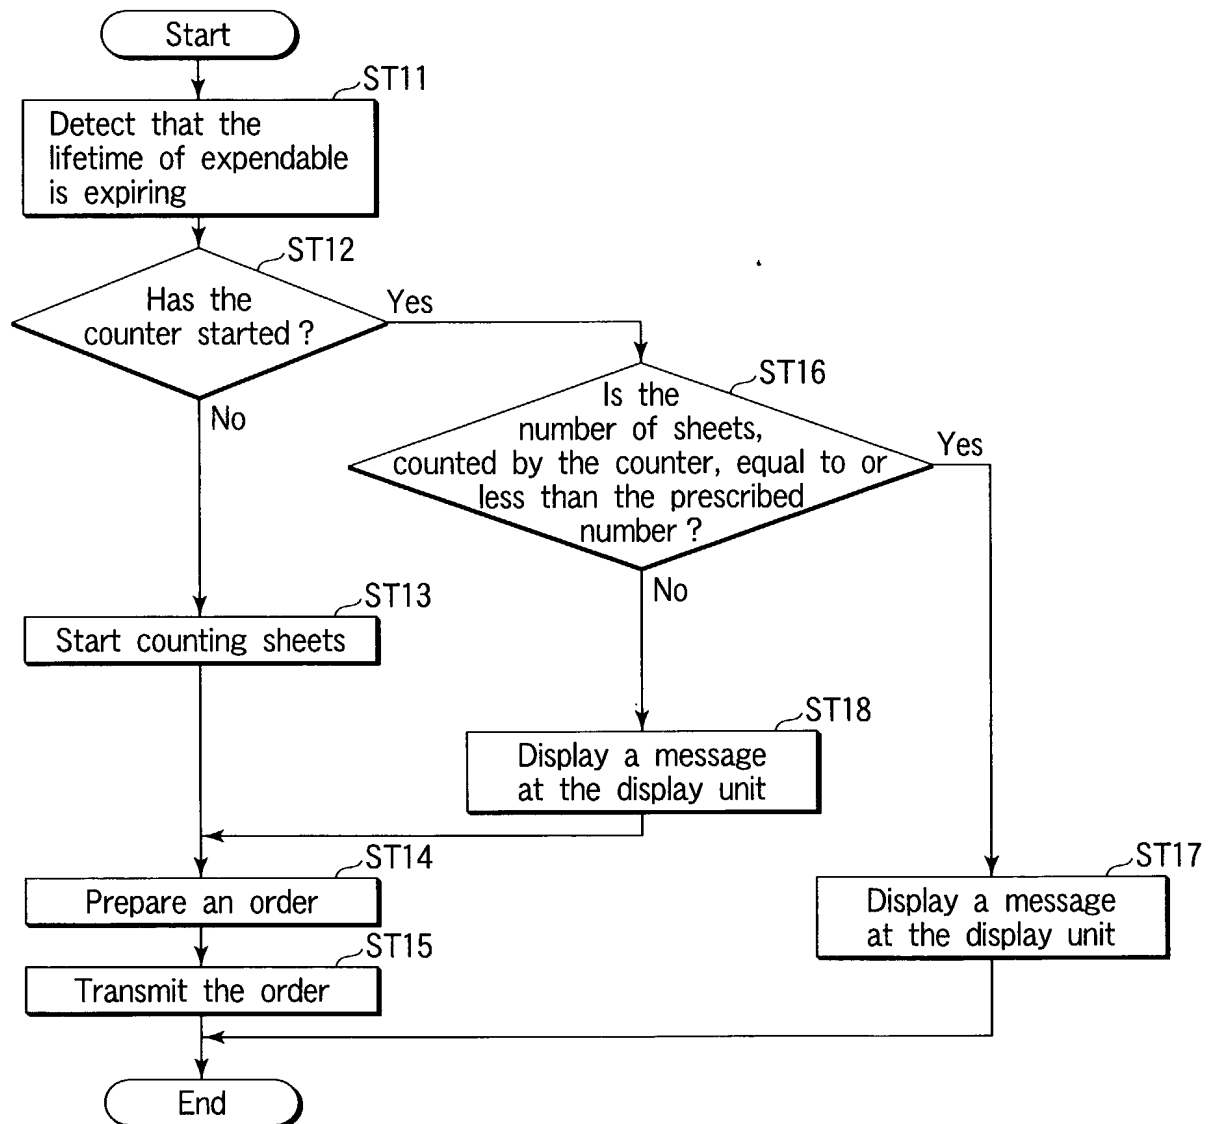 Start
ST11
Detect that the
lifetime of expendable
is expiring
ST12
Has the
counter started ?
Yes
No
ST16
Is the
number of sheets,
counted by the counter, equal to or
less than the prescribed
number ?
Yes
No
ST13
Start counting sheets
ST18
Display a message
at the display unit
ST14
Prepare an order
ST17
Display a message
at the display unit
ST15
Transmit the order
End